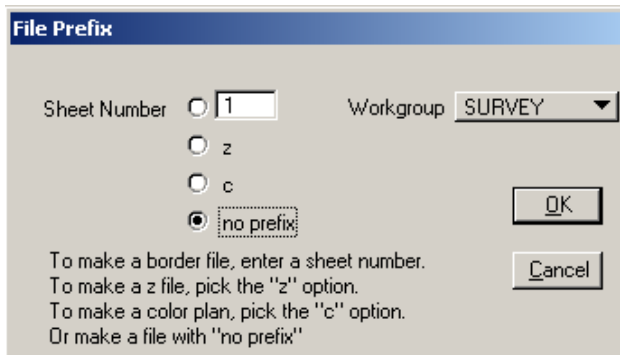 File Prefix
Sheet Number 1 Workgroup SURVEY
z
c
no prefix
OK
To make a border file, enter a sheet number.
To make a z file, pick the "z" option.
Cancel
To make a color plan, pick the "c" option.
Or make a file with "no prefix"